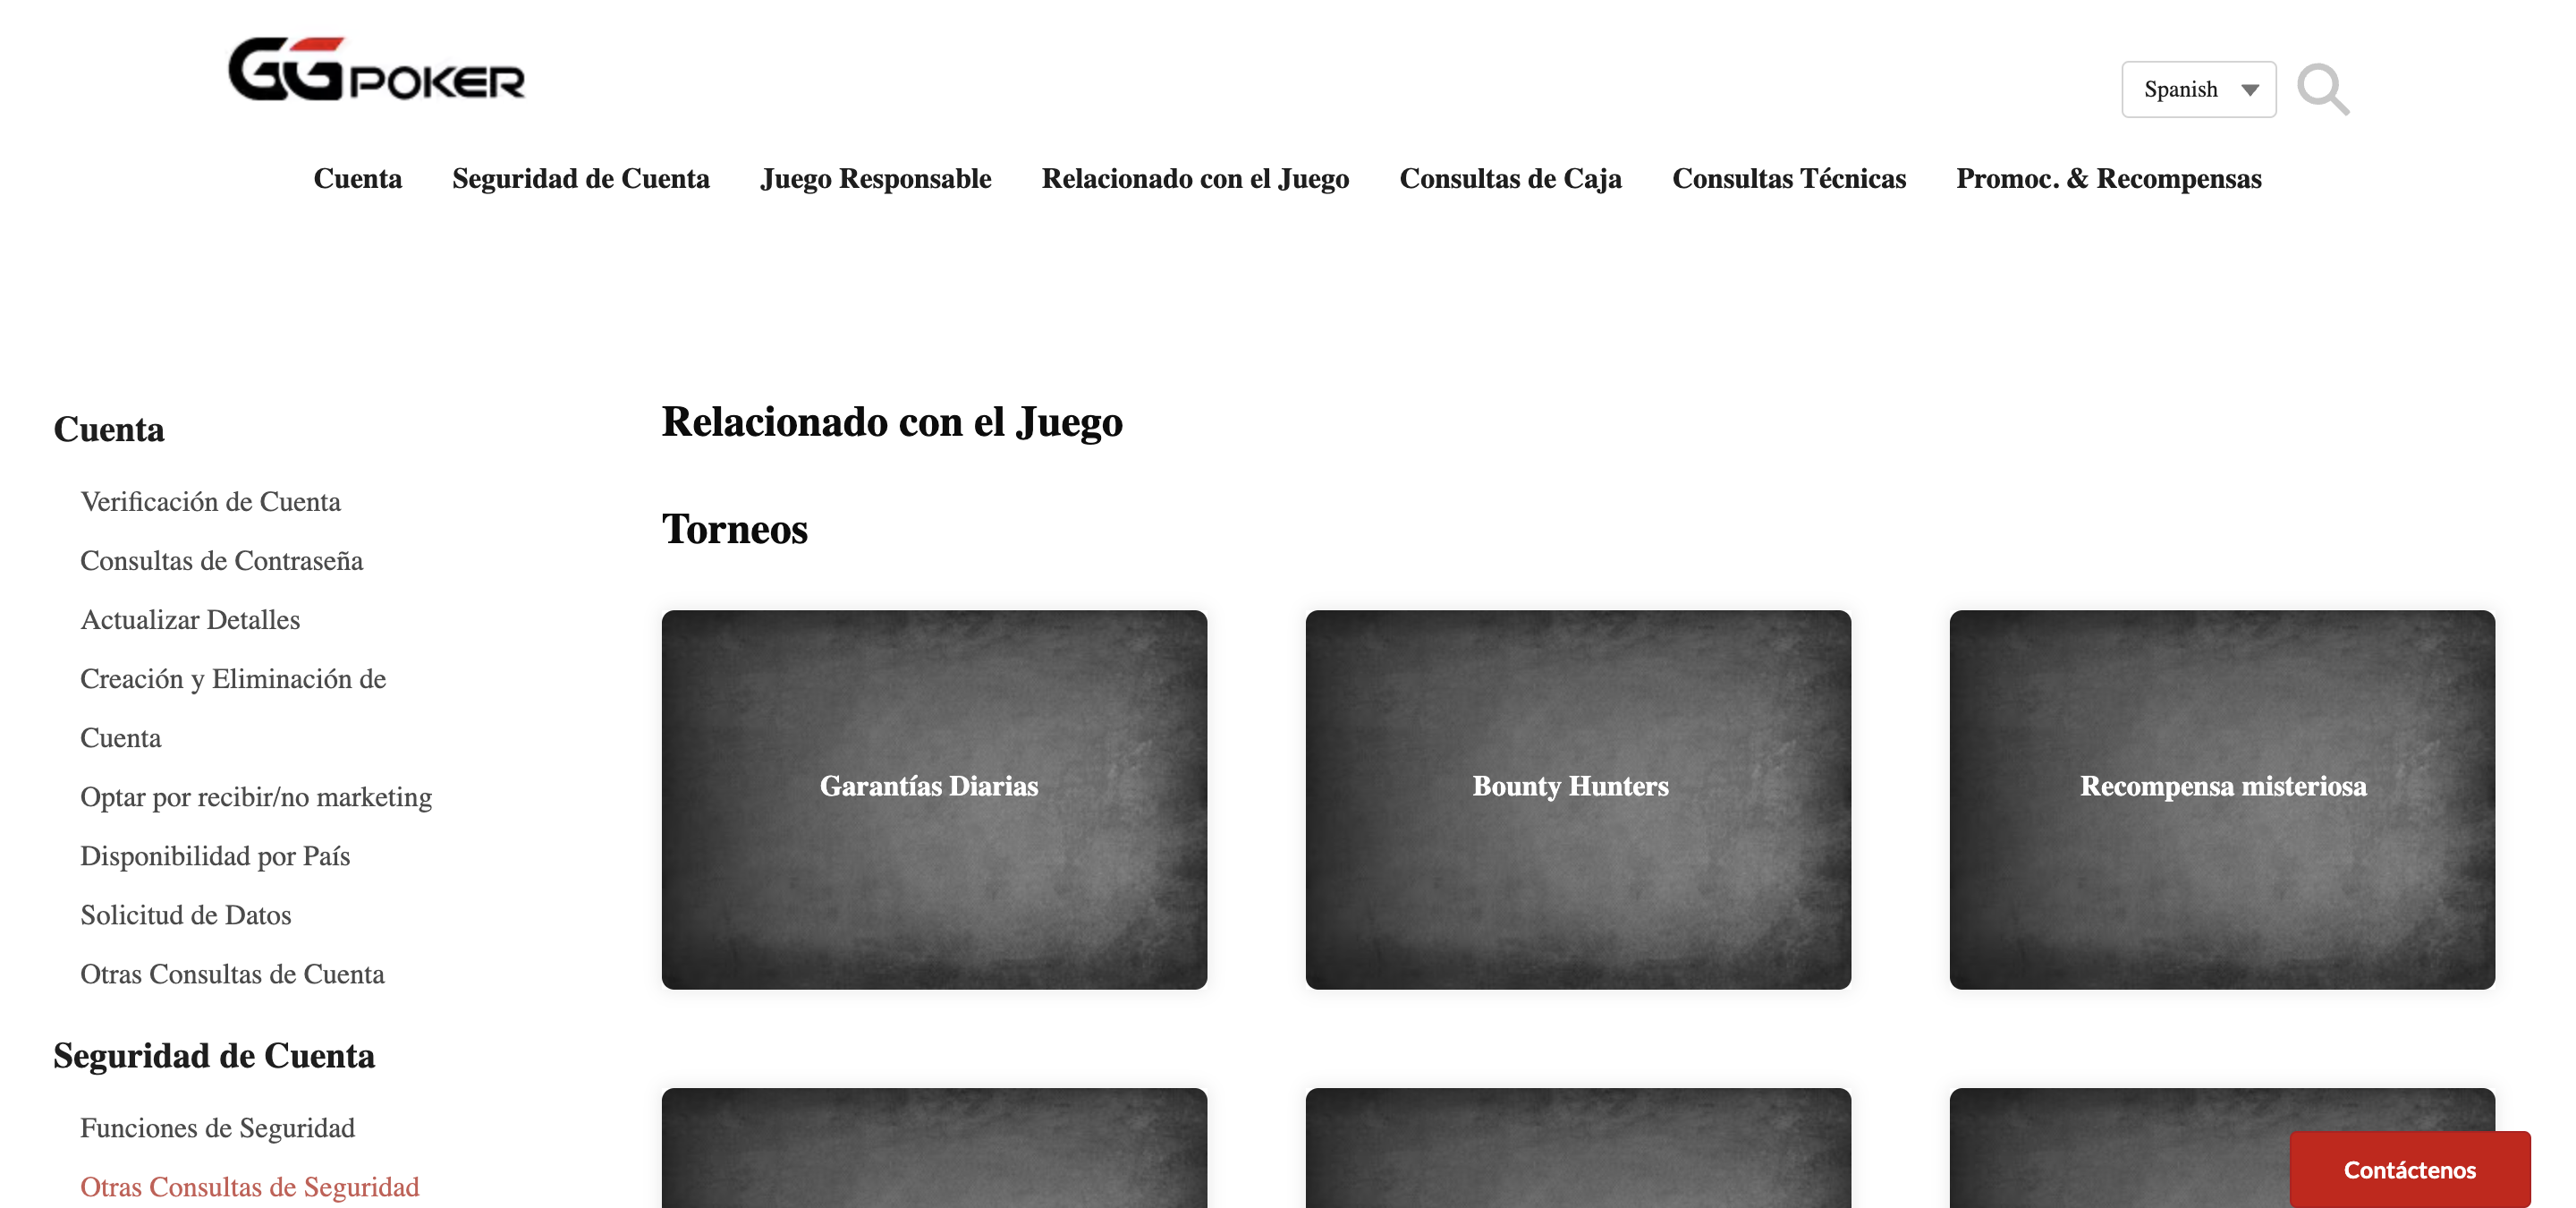 GGPOKER
Spanish
Cuenta Seguridad de Cuenta Juego Responsable Relacionado con el Juego Consultas de Caja Consultas Técnicas Promoc. & Recompensas
Cuenta
Verificación de Cuenta
Consultas de Contraseña
Actualizar Detalles
Creación y Eliminación de
Cuenta
Optar por recibir/no marketing
Disponibilidad por País
Solicitud de Datos
Otras Consultas de Cuenta
Seguridad de Cuenta
Funciones de Seguridad
Otras Consultas de Seguridad
Relacionado con el Juego
Torneos
Garantías Diarias
Bounty Hunters
Recompensa misteriosa
Contáctenos